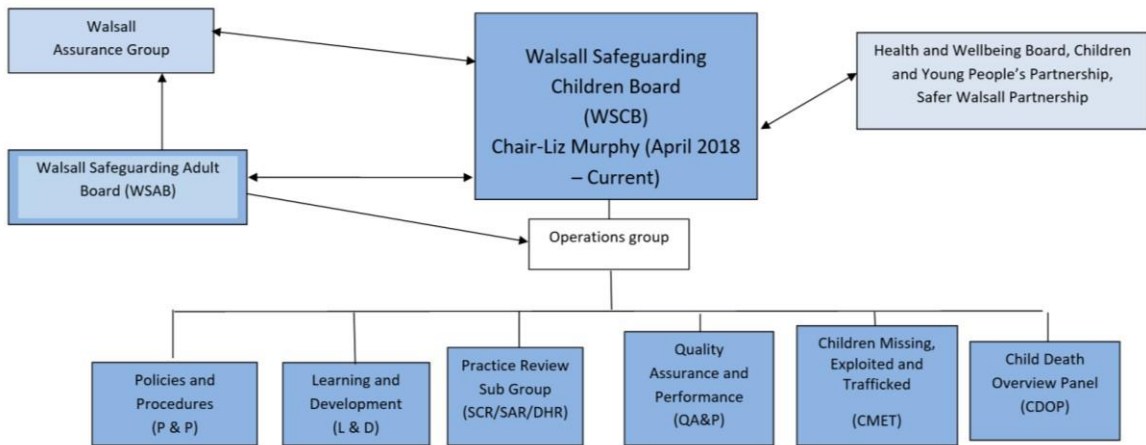 Walsall
Assurance Group
Walsall Safeguarding
Children Board
(WSCB)
Chair-Liz Murphy (April 2018
– Current)
Health and Wellbeing Board, Children
and Young People’s Partnership,
Safer Walsall Partnership
Walsall Safeguarding Adult
Board (WSAB)
Operations group
Policies and
Procedures
(P & P)
Learning and
Development
(L & D)
Practice Review
Sub Group
(SCR/SAR/DHR)
Quality
Assurance and
Performance
(QA&P)
Children Missing,
Exploited and
Trafficked
(CMET)
Child Death
Overview Panel
(CDOP)